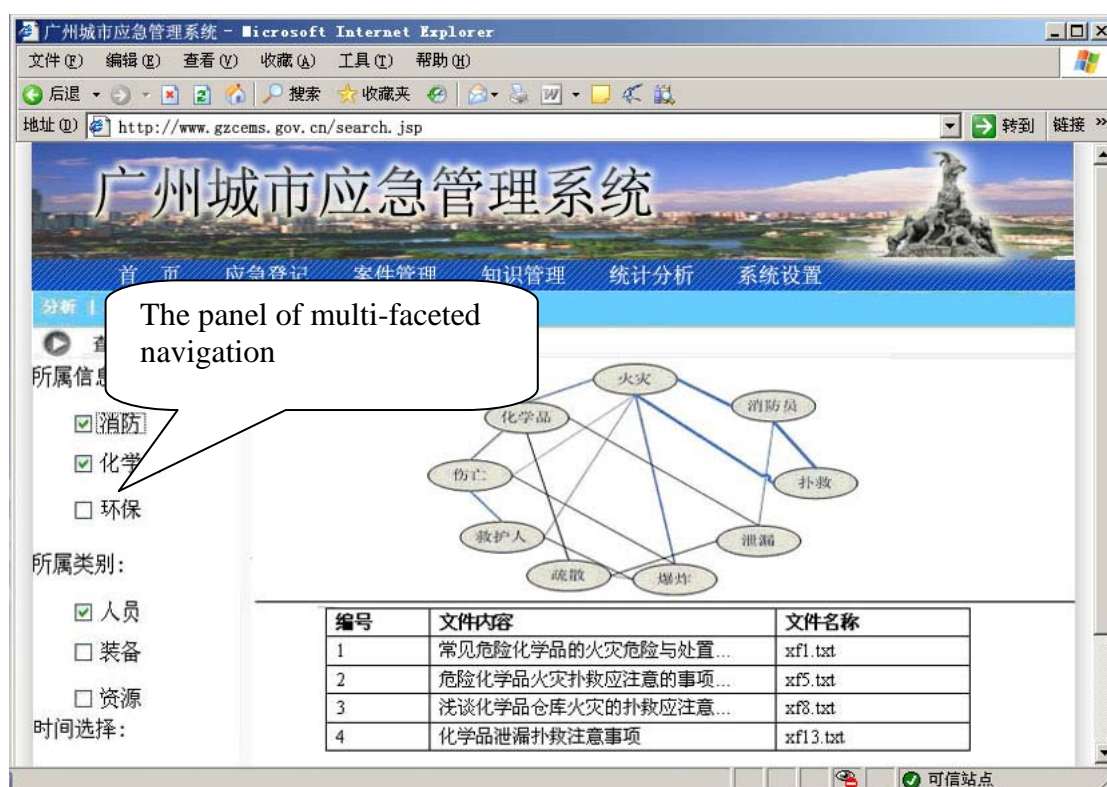 广州城市应急管理系统 - Microsoft Internet Explorer
文件(F) 编辑(E) 查看(V) 收藏(A) 工具(T) 帮助(H)
后退 搜索 收藏夹
地址(D) http://www.gzcems.gov.cn/search.jsp 转到 链接 »
广州城市应急管理系统
首 页 应急登记 案件管理 知识管理 统计分析 系统设置
分析 |
The panel of multi-faceted
navigation
所属信息
消防
化学
环保
所属类别:
人员
装备
资源
时间选择:
火灾
化学品
消防员
伤亡
扑救
救护人
泄漏
疏散
爆炸
编号 文件内容 文件名称
1 常见危险化学品的火灾危险与处置... xf1.txt
2 危险化学品火灾扑救应注意的事项... xf5.txt
3 浅谈化学品仓库火灾的扑救应注意... xf8.txt
4 化学品泄漏扑救注意事项 xf13.txt
可信站点